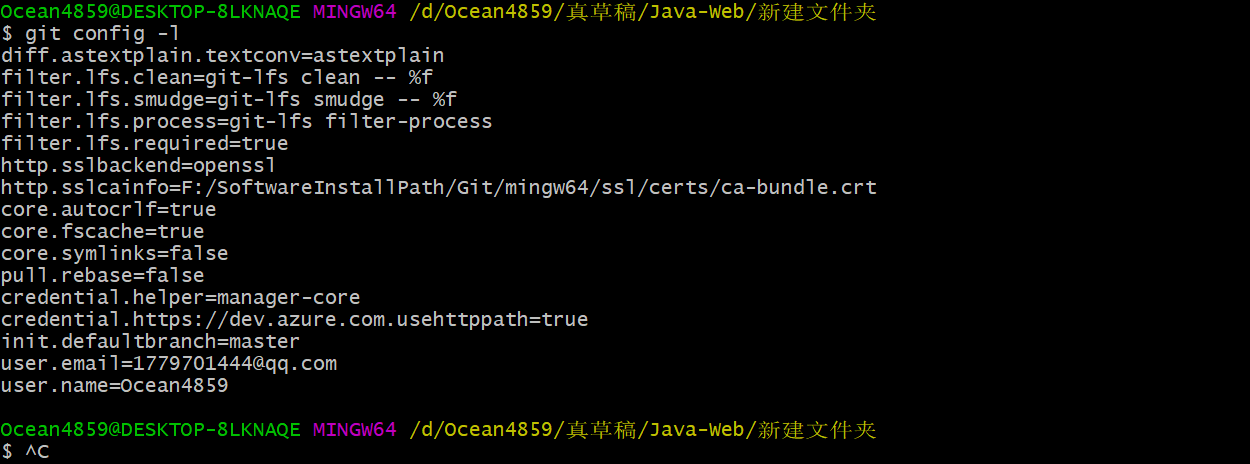 Ocean4859@DESKTOP-8LKNAQE MINGW64 /d/Ocean4859/真草稿/Java-Web/新建文件夹
$ git config -l
diff.astextplain.textconv=astextplain
filter.lfs.clean=git-lfs clean -- %f
filter.lfs.smudge=git-lfs smudge -- %f
filter.lfs.process=git-lfs filter-process
filter.lfs.required=true
http.sslbackend=openssl
http.sslcainfo=F:/SoftwareInstallPath/Git/mingw64/ssl/certs/ca-bundle.crt
core.autocrlf=true
core.fscache=true
core.symlinks=false
pull.rebase=false
credential.helper=manager-core
credential.https://dev.azure.com.usehttppath=true
init.defaultbranch=master
user.email=1779701444@qq.com
user.name=Ocean4859
Ocean4859@DESKTOP-8LKNAQE MINGW64 /d/Ocean4859/真草稿/Java-Web/新建文件夹
$ ^C